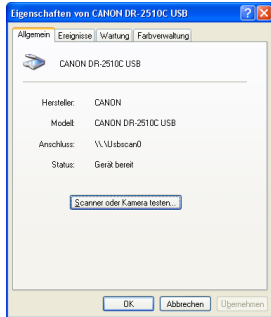 Eigenschaften von CANON DR-2510C USB
Allgemein Ereignisse Wartung Farbverwaltung
CANON DR-2510C USB
Hersteller: CANON
Modell: CANON DR-2510C USB
Anschluss: \\.\Usbscan0
Status: Gerät bereit
Scanner oder Kamera testen...
OK Abbrechen Übernehmen